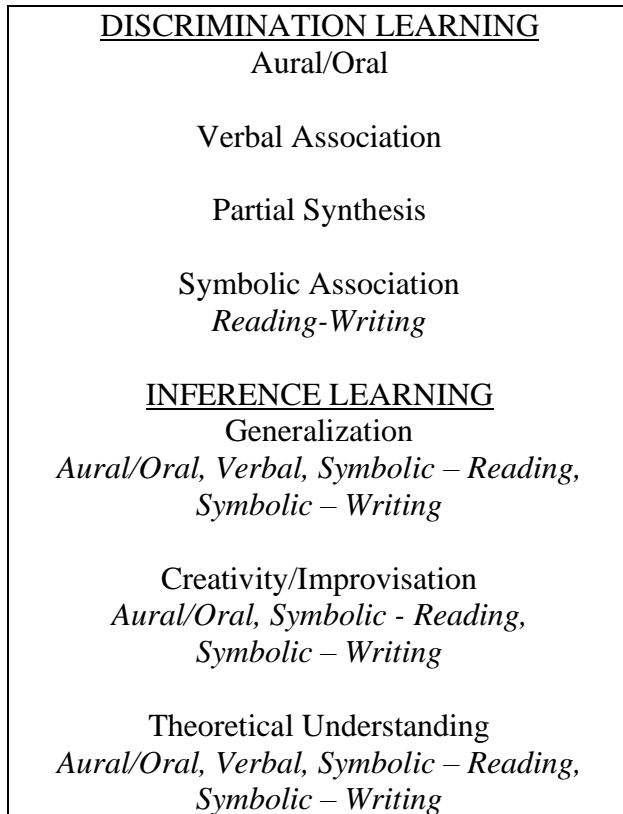 DISCRIMINATION LEARNING
Aural/Oral
Verbal Association
Partial Synthesis
Symbolic Association
Reading-Writing
INFERENCE LEARNING
Generalization
Aural/Oral, Verbal, Symbolic – Reading,
Symbolic – Writing
Creativity/Improvisation
Aural/Oral, Symbolic - Reading,
Symbolic – Writing
Theoretical Understanding
Aural/Oral, Verbal, Symbolic – Reading,
Symbolic – Writing